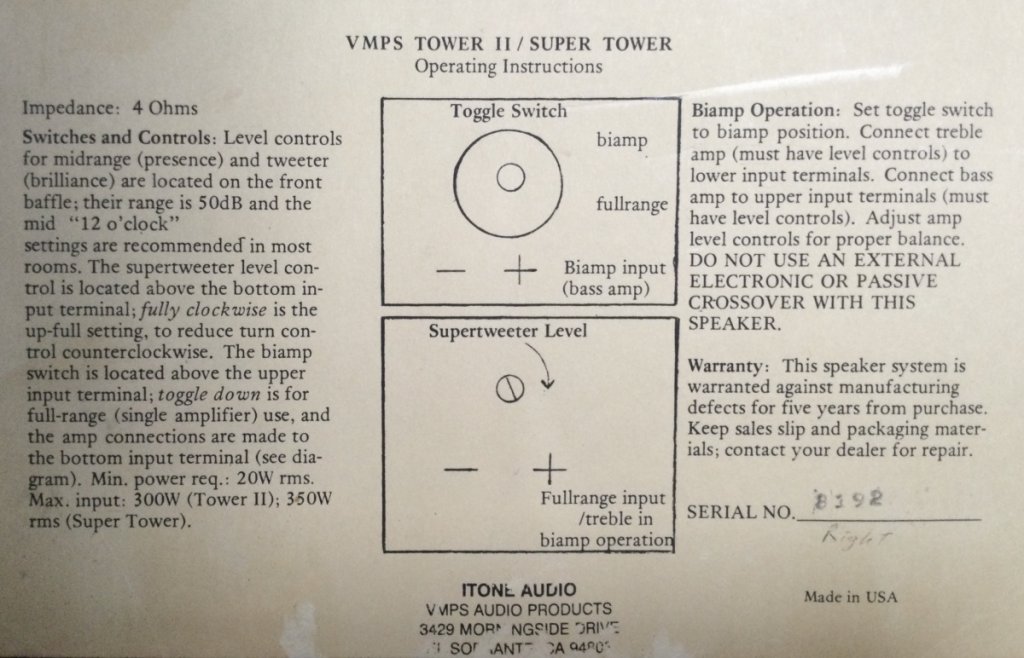 VMPS TOWER II / SUPER TOWER
Operating Instructions
Impedance: 4 Ohms
Switches and Controls: Level controls
for midrange (presence) and tweeter
(brilliance) are located on the front
baffle; their range is 50dB and the
mid "12 o'clock"
settings are recommended in most
rooms. The supertweeter level con-
trol is located above the bottom in-
put terminal; fully clockwise is the
up-full setting, to reduce turn con-
trol counterclockwise. The biamp
switch is located above the upper
input terminal; toggle down is for
full-range (single amplifier) use, and
the amp connections are made to
the bottom input terminal (see dia-
gram). Min. power req.: 20W rms.
Max. input: 300W (Tower II); 350W
rms (Super Tower).
Toggle Switch
biamp
fullrange
— + Biamp input
(bass amp)
Supertweeter Level
— +
Fullrange input
/treble in
biamp operation
Biamp Operation: Set toggle switch
to biamp position. Connect treble
amp (must have level controls) to
lower input terminals. Connect bass
amp to upper input terminals (must
have level controls). Adjust amp
level controls for proper balance.
DO NOT USE AN EXTERNAL
ELECTRONIC OR PASSIVE
CROSSOVER WITH THIS
SPEAKER.
Warranty: This speaker system is
warranted against manufacturing
defects for five years from purchase.
Keep sales slip and packaging mater-
ials; contact your dealer for repair.
SERIAL NO. 8392
Right
Made in USA
ITONE AUDIO
VMPS AUDIO PRODUCTS
3429 MORNINGSIDE DRIVE
CA